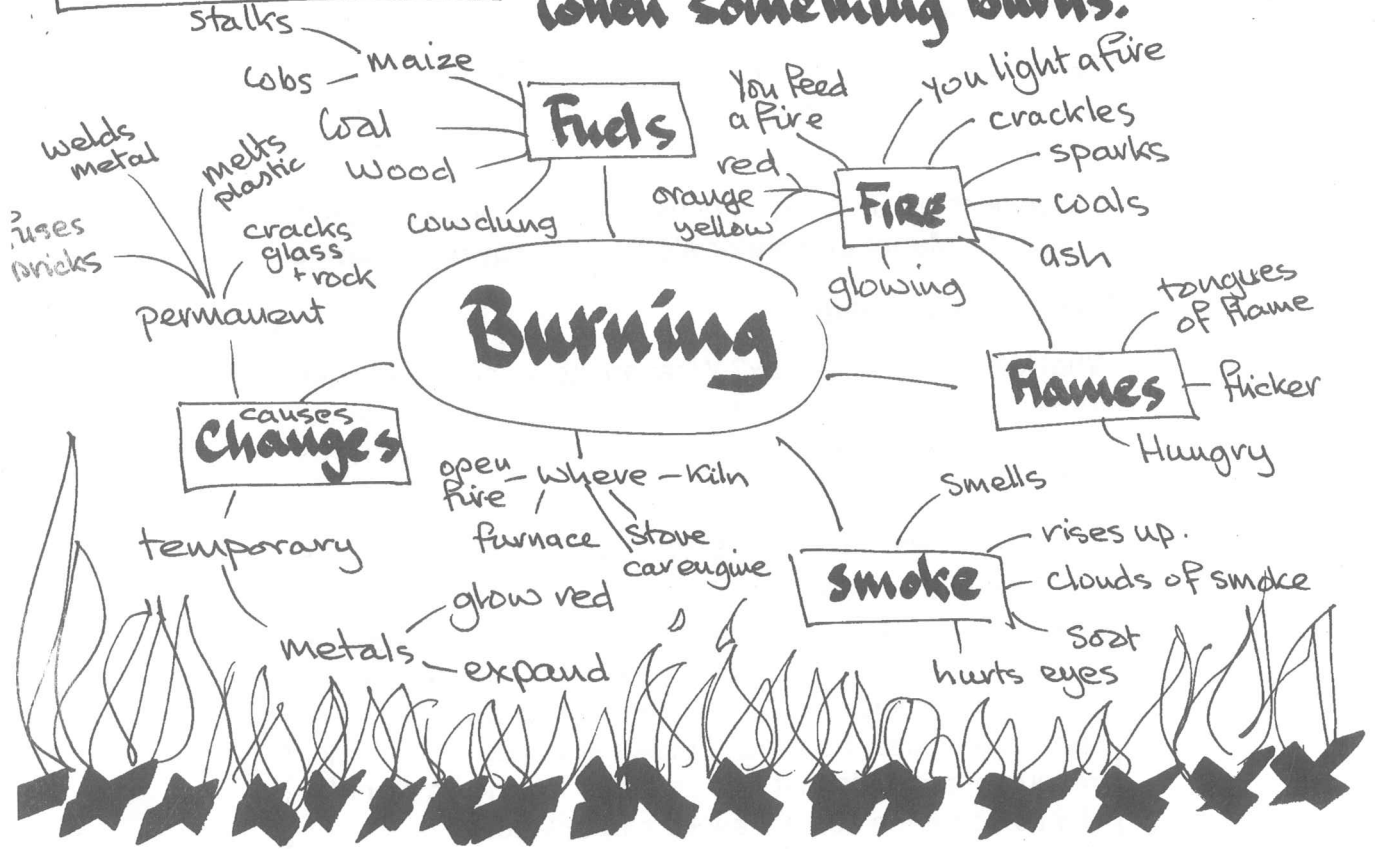 when something burns.
stalks
cobs
maize
Coal
Wood
cowdung
Fuels
You feed
a fire
you light a fire
crackles
sparks
coals
ash
red
orange
yellow
glowing
FIRE
welds
metal
melts
plastic
cracks
glass
+ rock
bricks
permanent
Burning
tongues
of flame
flicker
Hungry
Flames
causes
Changes
open
fire
where
kiln
furnace
stove
car engine
temporary
metals
glow red
expand
smells
rises up.
clouds of smoke
soot
hurts eyes
smoke